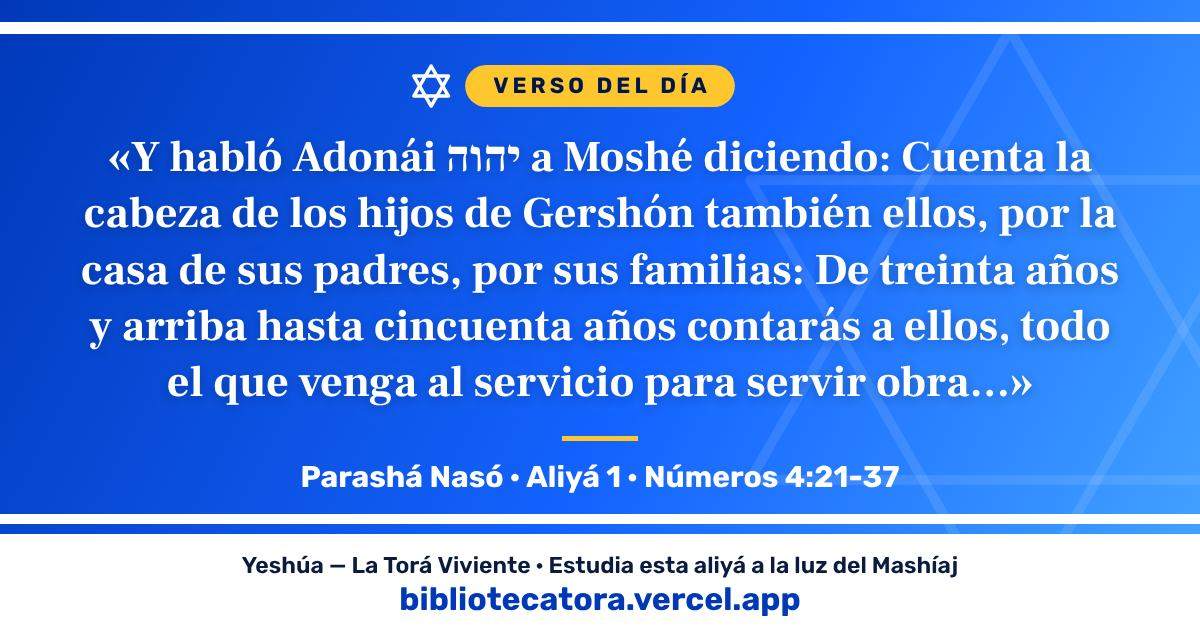 VERSO DEL DÍA
«Y habló Adonái יהוה a Moshé diciendo: Cuenta la
cabeza de los hijos de Gershón también ellos, por la
casa de sus padres, por sus familias: De treinta años
y arriba hasta cincuenta años contarás a ellos, todo
el que venga al servicio para servir obra...»
Parashá Nasó • Aliyá 1 • Números 4:21-37
Yeshúa — La Torá Viviente • Estudia esta aliyá a la luz del Mashíaj
bibliotecatora.vercel.app